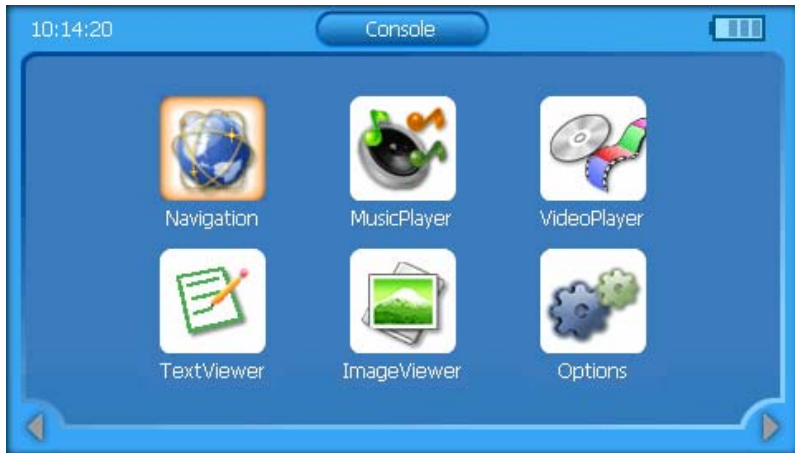 10:14:20
Console
Navigation
MusicPlayer
VideoPlayer
TextViewer
ImageViewer
Options